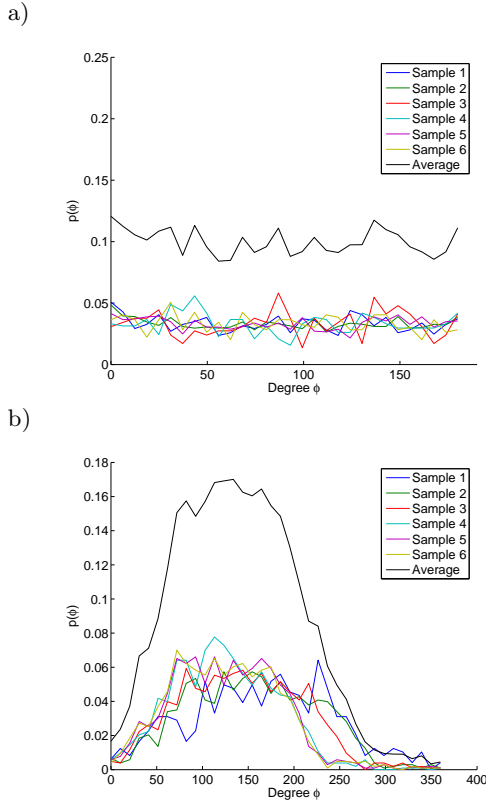 a)
0.25
0.2
0.15
0.1
0.05
0
p(ϕ)
0 50 100 150
Degree ϕ
Sample 1
Sample 2
Sample 3
Sample 4
Sample 5
Sample 6
Average
b)
0.18
0.16
0.14
0.12
0.1
0.08
0.06
0.04
0.02
0
p(ϕ)
0 50 100 150 200 250 300 350 400
Degree ϕ
Sample 1
Sample 2
Sample 3
Sample 4
Sample 5
Sample 6
Average